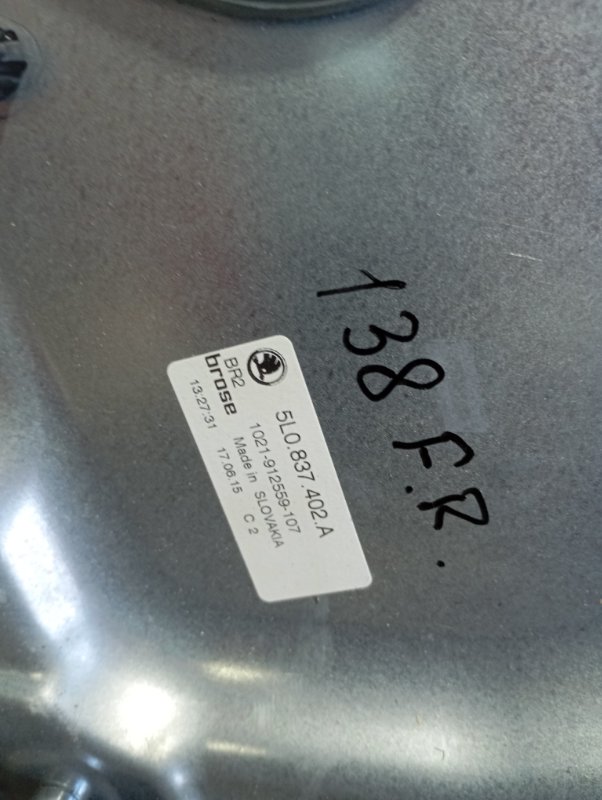 138 F.R.
5L0.837.402.A
1021-912559-107
Made in SLOVAKIA
BR2
brose
13:27:31 17.06.15 C 2